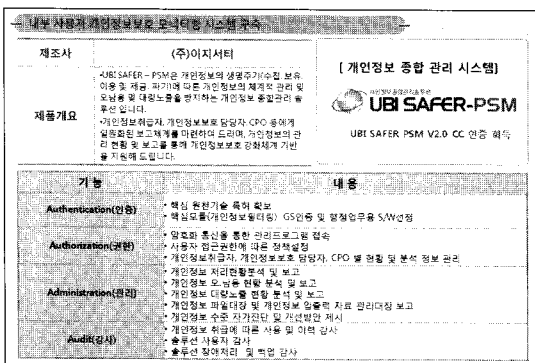 내부 사용자 개인정보보호 모니터링 시스템 구축
제조사
(주)이지서티
제품개요
•UBI SAFER – PSM은 개인정보의 생명주기(수집, 보유,
이용 및 제공, 파기)에 따른 개인정보의 체계적 관리 및
오남용 및 대량노출을 방지하는 개인정보 종합관리 솔
루션 입니다.
•개인정보취급자, 개인정보보호 담당자, CPO 등에게
일원화된 보고체계를 마련하여 드리며, 개인정보의 관
리 현황 및 보고를 통해 개인정보보호 강화체계 기반
을 지원해 드립니다.
[ 개인정보 종합 관리 시스템]
UBI SAFER-PSM
UBI SAFER PSM V2.0 CC 인증 획득
기 능
내 용
Authentication(인증)
• 핵심 원천기술 특허 확보
• 핵심모듈(개인정보필터링) GS인증 및 행정업무용 S/W선정
Authorization(권한)
• 암호화 통신을 통한 관리프로그램 접속
• 사용자 접근권한에 따른 정책설정
• 개인정보취급자, 개인정보보호 담당자, CPO 별 현황 및 분석 정보 관리
Administration(관리)
• 개인정보 처리현황분석 및 보고
• 개인정보 오.남용 현황 분석 및 보고
• 개인정보 대량노출 현황 분석 및 보고
• 개인정보 파일대장 및 개인정보 입출력 자료 관리대장 보고
• 개인정보 수준 자가진단 및 개선방안 제시
Audit(감사)
• 개인정보 취급에 따른 사용 및 이력 감사
• 솔루션 사용자 감사
• 솔루션 장애처리 및 백업 감사